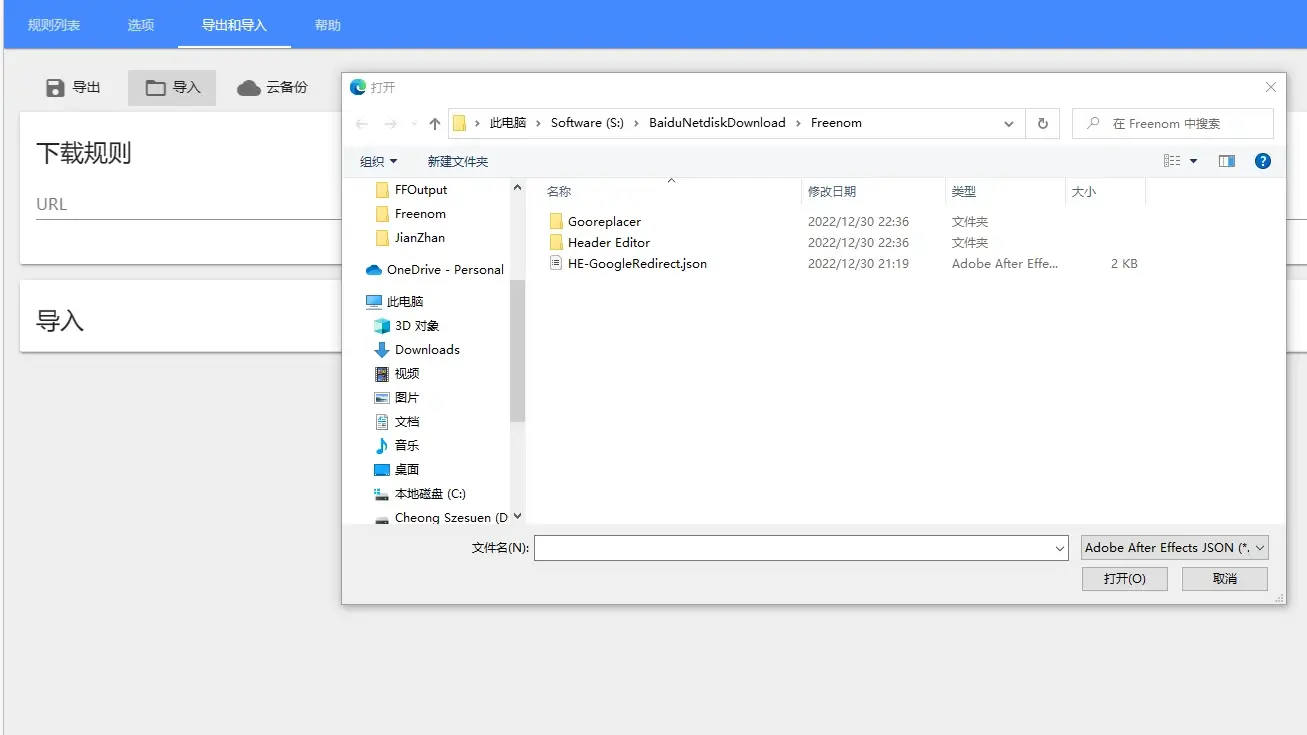 规则列表 选项 导出和导入 帮助
导出 导入 云备份
下载规则
URL
导入
打开
此电脑 Software (S:) BaiduNetdiskDownload Freenom 在 Freenom 中搜索
组织 新建文件夹
FFOutput
Freenom
JianZhan
OneDrive - Personal
此电脑
3D 对象
Downloads
视频
图片
文档
音乐
桌面
本地磁盘 (C:)
Cheong Szesuen (D
名称 修改日期 类型 大小
Gooreplacer 2022/12/30 22:36 文件夹
Header Editor 2022/12/30 22:36 文件夹
HE-GoogleRedirect.json 2022/12/30 21:19 Adobe After Effe... 2 KB
文件名(N): Adobe After Effects JSON (*.
打开(O) 取消